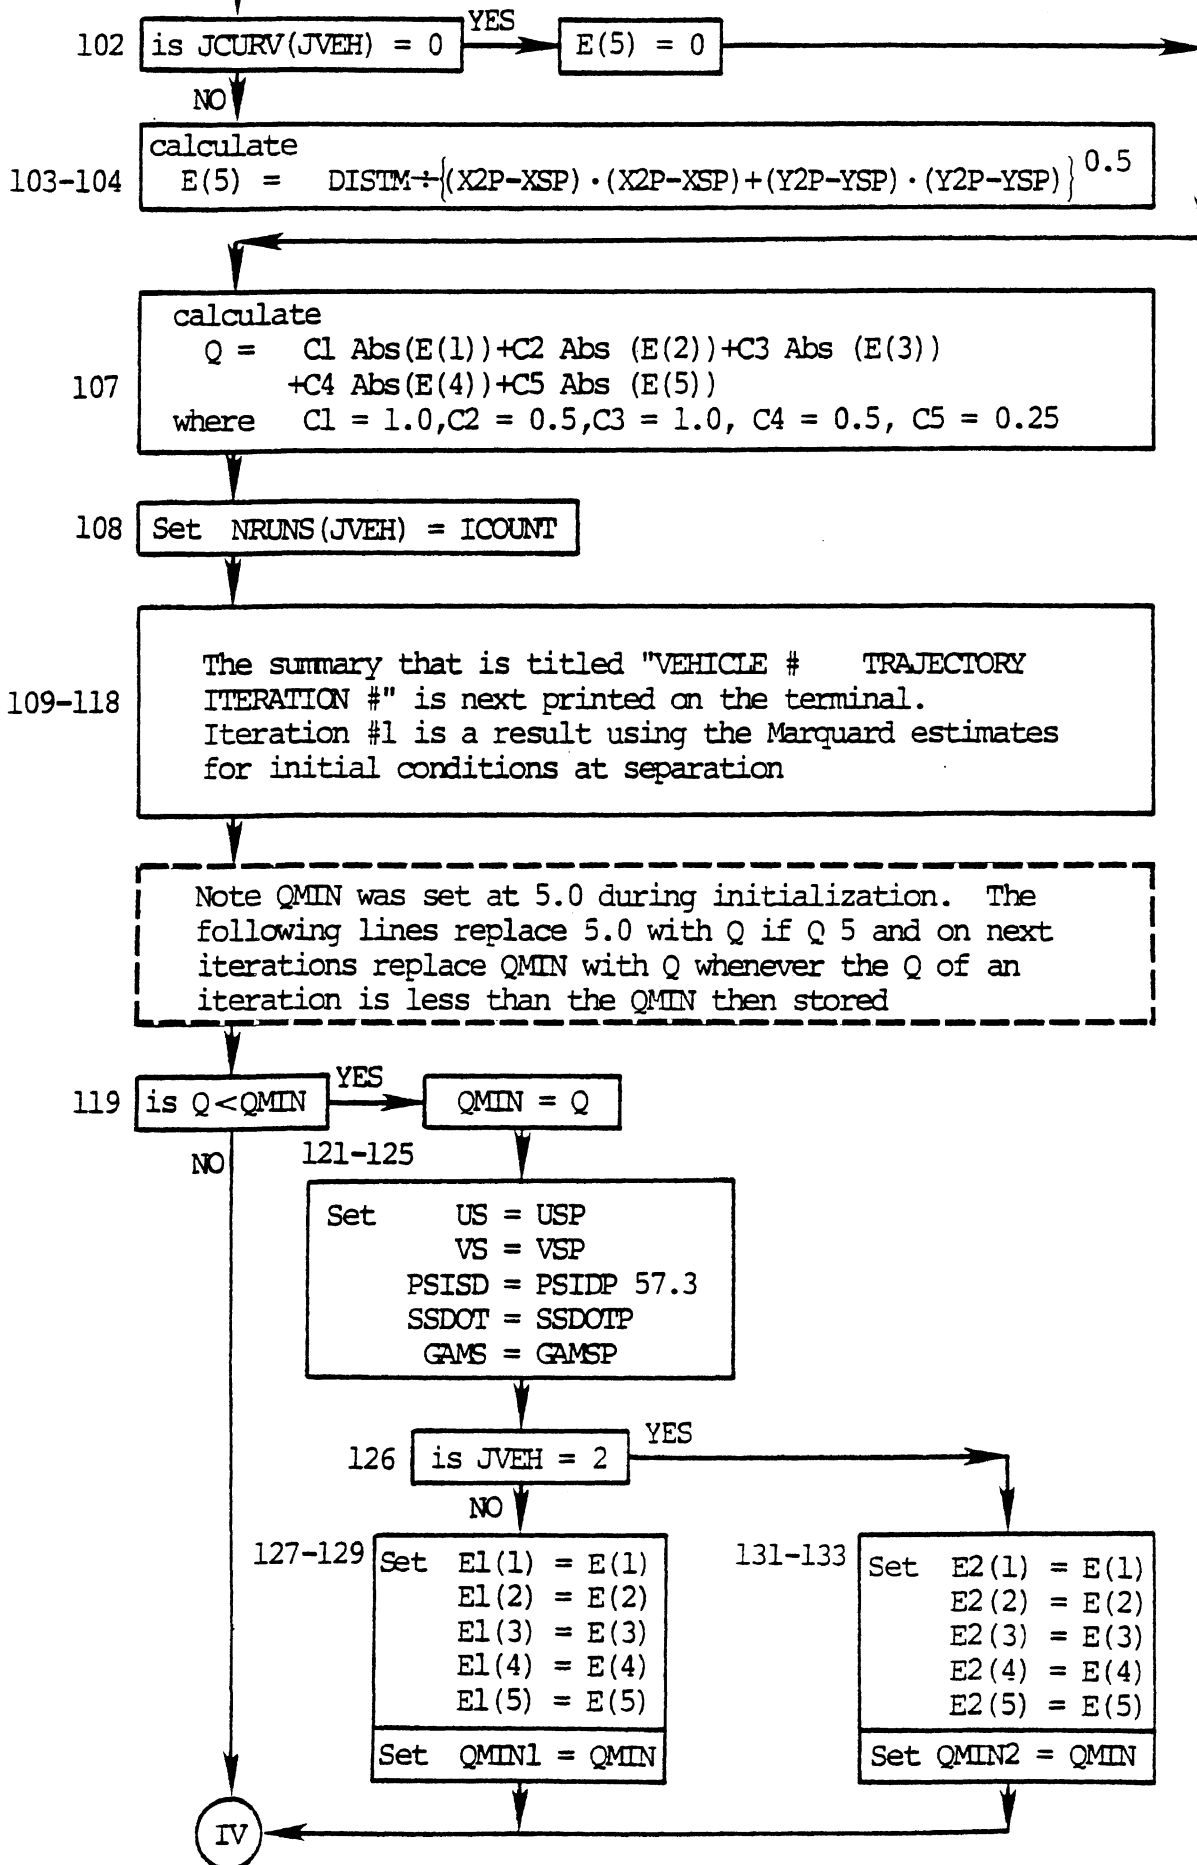 102 is JCURV(JVEH) = 0 YES E(5) = 0
NO
calculate
103-104 E(5) = DISTM÷{(X2P-XSP)·(X2P-XSP)+(Y2P-YSP)·(Y2P-YSP)}0.5
calculate
Q = C1 Abs(E(1))+C2 Abs (E(2))+C3 Abs (E(3))
107 +C4 Abs(E(4))+C5 Abs (E(5))
where C1 = 1.0,C2 = 0.5,C3 = 1.0, C4 = 0.5, C5 = 0.25
108 Set NRUNS(JVEH) = ICOUNT
The summary that is titled "VEHICLE # TRAJECTORY
109-118 ITERATION #" is next printed on the terminal.
Iteration #1 is a result using the Marquard estimates
for initial conditions at separation
Note QMIN was set at 5.0 during initialization. The
following lines replace 5.0 with Q if Q 5 and on next
iterations replace QMIN with Q whenever the Q of an
iteration is less than the QMIN then stored
119 is Q<QMIN YES QMIN = Q
NO 121-125
Set US = USP
VS = VSP
PSISD = PSIDP 57.3
SSDOT = SSDOTP
GAMS = GAMSP
126 is JVEH = 2 YES
NO
127-129 Set E1(1) = E(1)
E1(2) = E(2)
E1(3) = E(3)
E1(4) = E(4)
E1(5) = E(5)
Set QMIN1 = QMIN
131-133 Set E2(1) = E(1)
E2(2) = E(2)
E2(3) = E(3)
E2(4) = E(4)
E2(5) = E(5)
Set QMIN2 = QMIN
IV